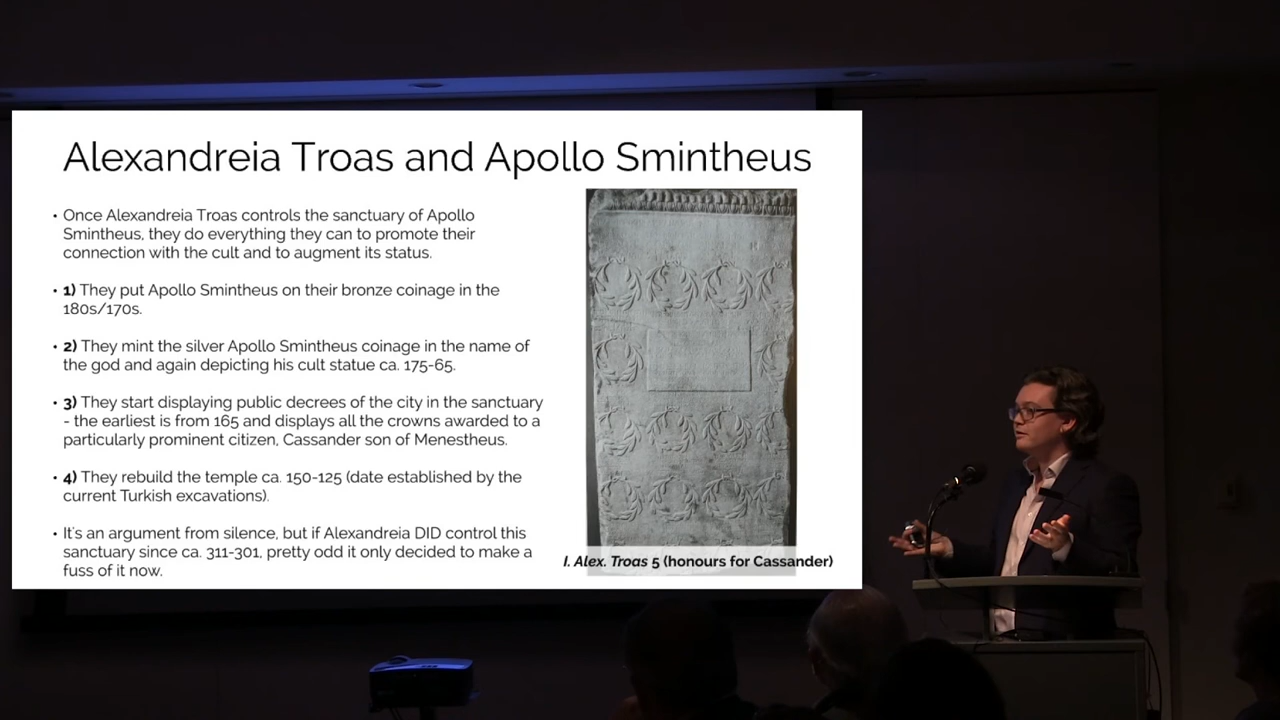 Alexandreia Troas and Apollo Smintheus
• Once Alexandreia Troas controls the sanctuary of Apollo
Smintheus, they do everything they can to promote their
connection with the cult and to augment its status.
• 1) They put Apollo Smintheus on their bronze coinage in the
180s/170s.
• 2) They mint the silver Apollo Smintheus coinage in the name of
the god and again depicting his cult statue ca. 175-65.
• 3) They start displaying public decrees of the city in the sanctuary
- the earliest is from 165 and displays all the crowns awarded to a
particularly prominent citizen, Cassander son of Menestheus.
• 4) They rebuild the temple ca. 150-125 (date established by the
current Turkish excavations).
• It's an argument from silence, but if Alexandreia DID control this
sanctuary since ca. 311-301, pretty odd it only decided to make a
fuss of it now.
I. Alex. Troas 5 (honours for Cassander)